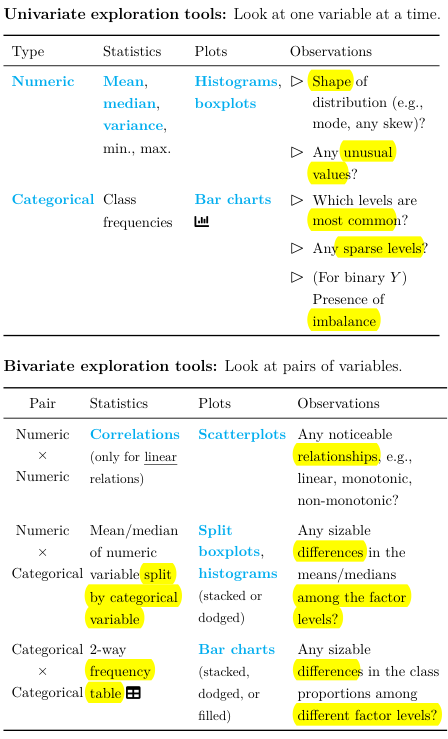 Univariate exploration tools: Look at one variable at a time.
Type Statistics Plots Observations
Numeric Mean, median, variance, min., max. Histograms, boxplots ▷ Shape of distribution (e.g., mode, any skew)?
▷ Any unusual values?
Categorical Class frequencies Bar charts ▷ Which levels are most common?
▷ Any sparse levels?
▷ (For binary Y) Presence of imbalance
Bivariate exploration tools: Look at pairs of variables.
Pair Statistics Plots Observations
Numeric × Numeric Correlations (only for linear relations) Scatterplots Any noticeable relationships, e.g., linear, monotonic, non-monotonic?
Numeric × Categorical Mean/median of numeric variable split by categorical variable Split boxplots, histograms (stacked or dodged) Any sizable differences in the means/medians among the factor levels?
Categorical × Categorical 2-way frequency table Bar charts (stacked, dodged, or filled) Any sizable differences in the class proportions among different factor levels?